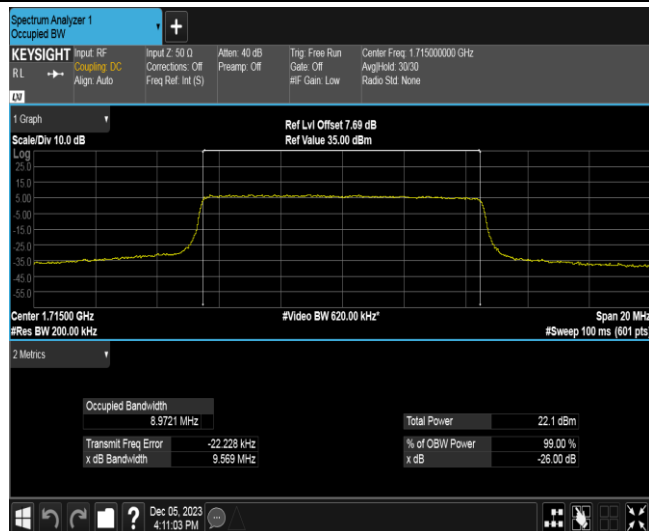 Spectrum Analyzer 1
Occupied BW
+
KEYSIGHT
RL
LXI
Input: RF
Coupling: DC
Align: Auto
Input Z: 50 Ω
Corrections: Off
Freq Ref: Int (S)
Atten: 40 dB
Preamp: Off
Trig: Free Run
Gate: Off
#IF Gain: Low
Center Freq: 1.715000000 GHz
Avg|Hold: 30/30
Radio Std: None
1 Graph
Scale/Div 10.0 dB
Ref Lvl Offset 7.69 dB
Ref Value 35.00 dBm
Log
25.0
15.0
5.00
-5.00
-15.0
-25.0
-35.0
-45.0
-55.0
Center 1.71500 GHz
#Res BW 200.00 kHz
#Video BW 620.00 kHz*
Span 20 MHz
#Sweep 100 ms (601 pts)
2 Metrics
Occupied Bandwidth
8.9721 MHz
Transmit Freq Error -22.228 kHz
x dB Bandwidth 9.569 MHz
Total Power 22.1 dBm
% of OBW Power 99.00 %
x dB -26.00 dB
?
Dec 05, 2023
4:11:03 PM